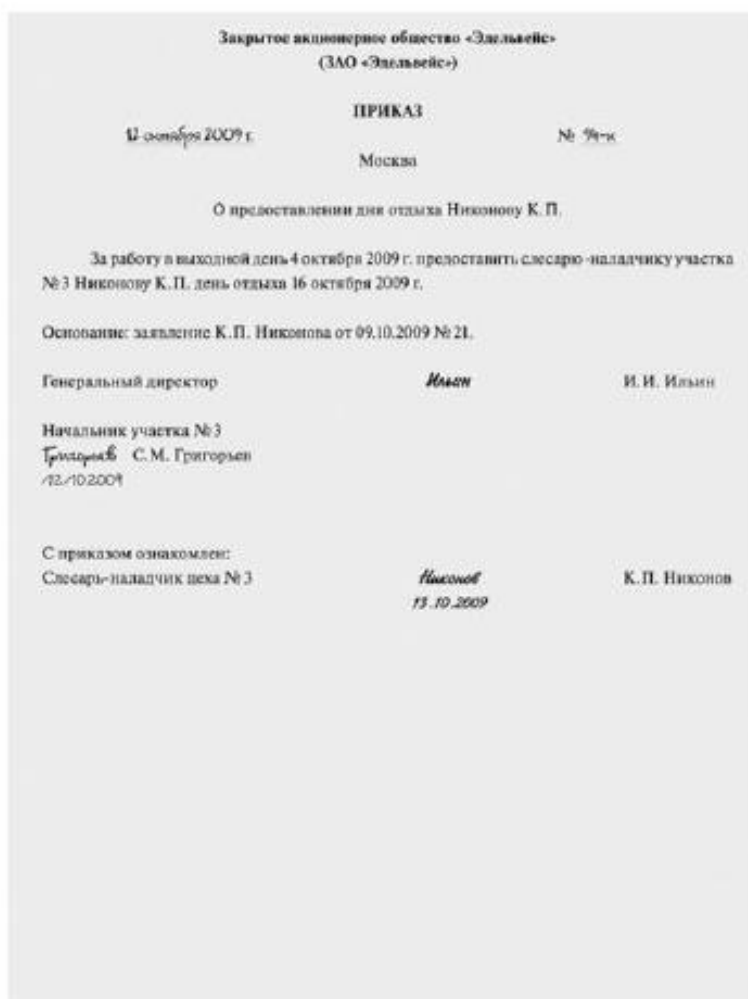 Закрытое акционерное общество «Эдельвейс»
(ЗАО «Эдельвейс»)
ПРИКАЗ
12 октября 2009 г. № 94-к
Москва
О предоставлении дня отдыха Никонову К. П.
За работу в выходной день 4 октября 2009 г. предоставить слесарю-наладчику участка
№ 3 Никонову К. П. день отдыха 16 октября 2009 г.
Основание: заявление К.П. Никонова от 09.10.2009 № 21.
Генеральный директор Ильин И. И. Ильин
Начальник участка № 3
Григорьев С.М. Григорьев
12.10.2009
С приказом ознакомлен:
Слесарь-наладчик цеха № 3 Никонов К.П. Никонов
13.10.2009